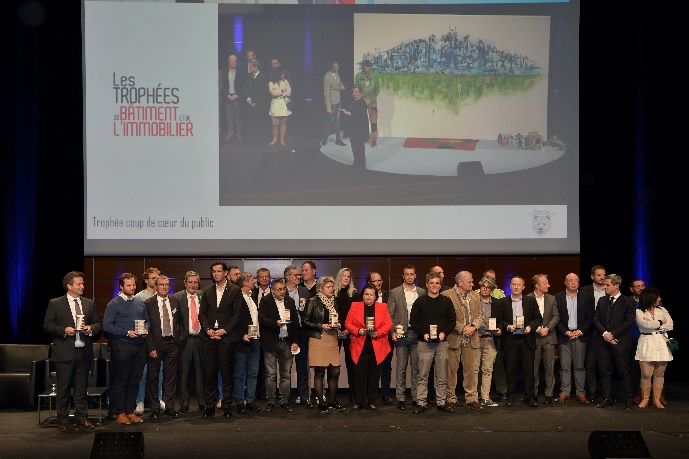 Les
TROPHÉES
DU BÂTIMENT ET DE
L'IMMOBILIER
Trophée coup de cœur du public